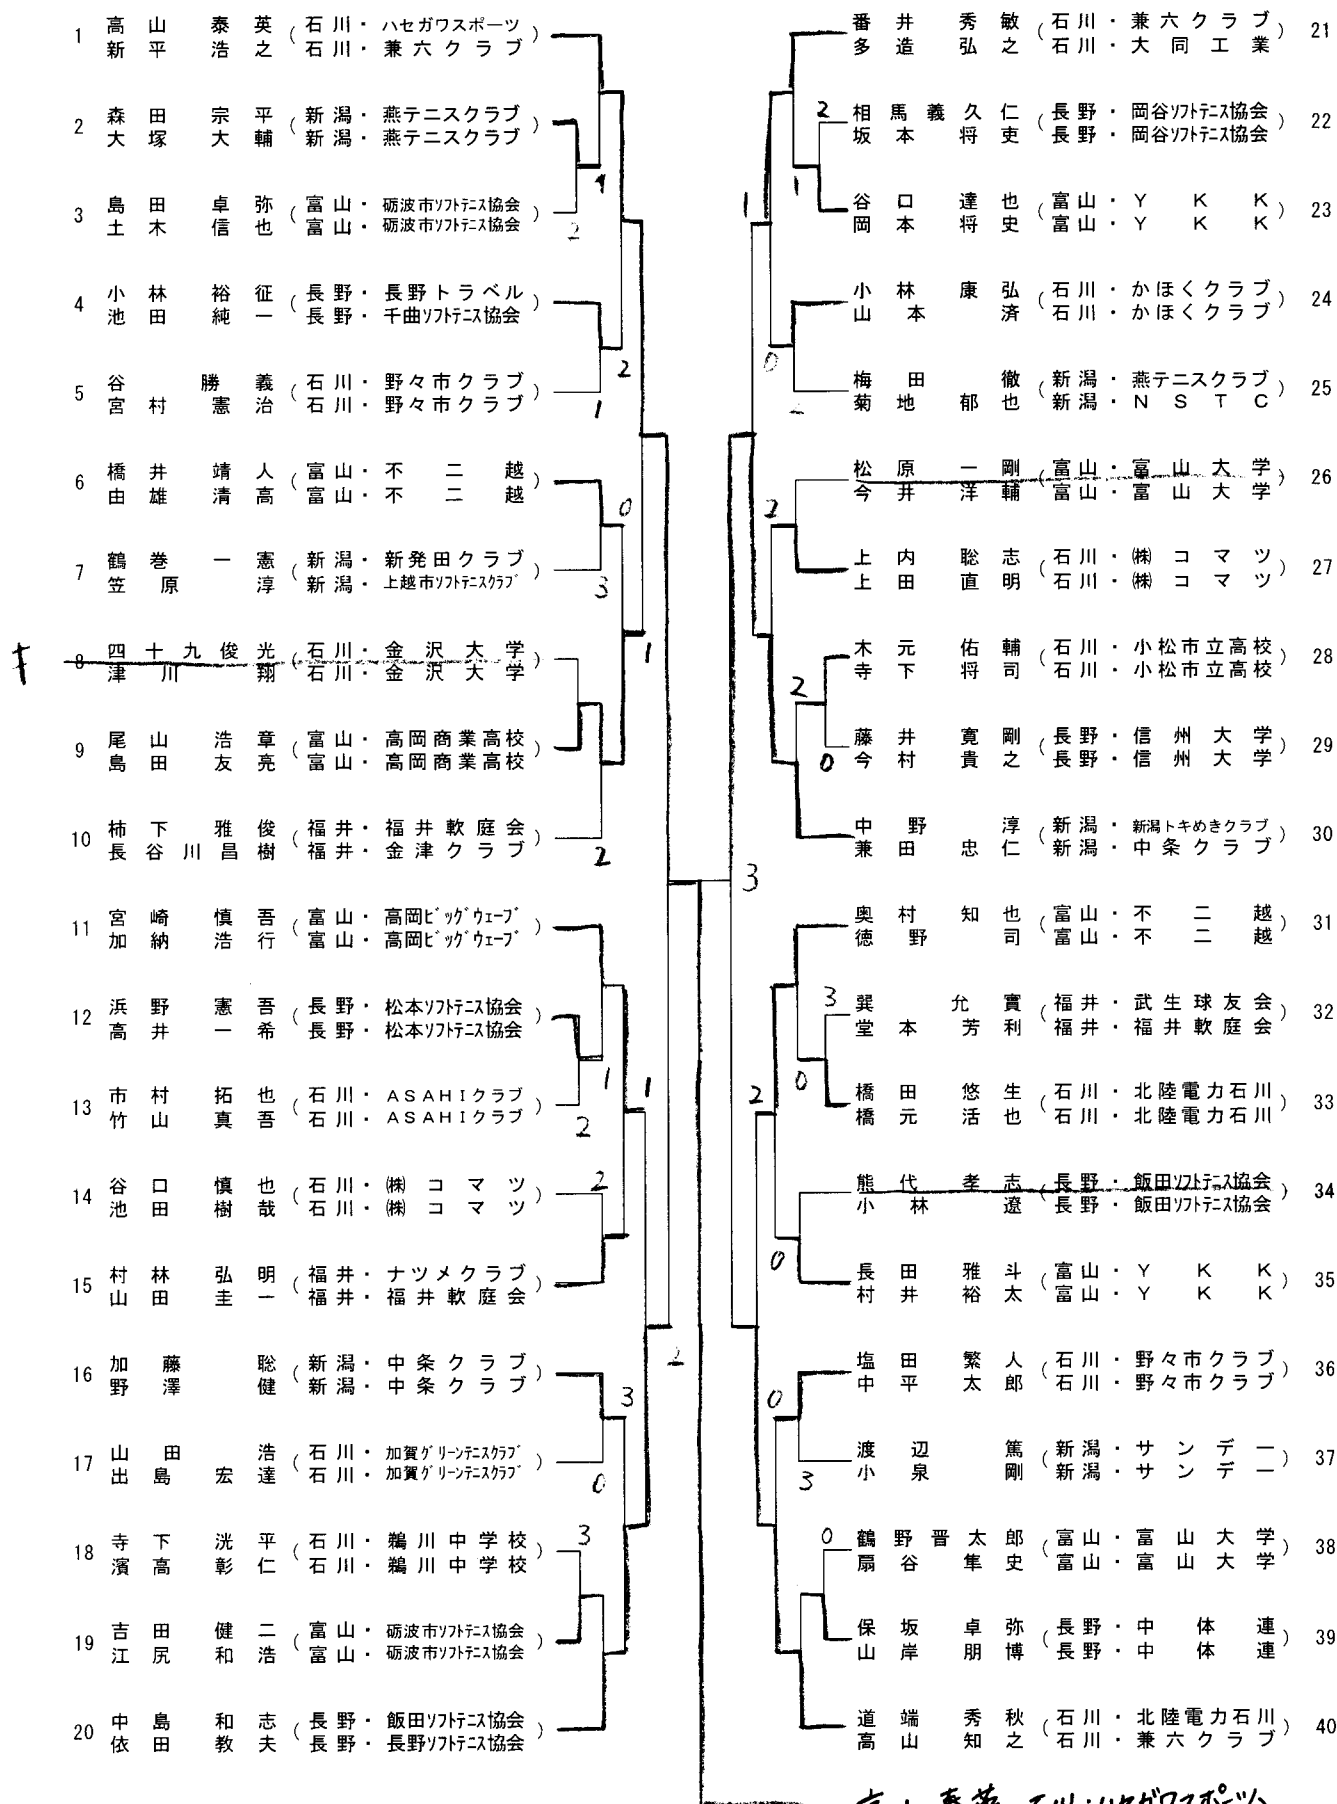 1 高山 泰英 (石川・ハセガワスポーツ)
新平 浩之 石川・兼六クラブ
2 森田 宗平 (新潟・燕テニスクラブ)
大塚 大輔 新潟・燕テニスクラブ
3 島田 卓弥 (富山・砺波市ソフトテニス協会)
土木 信也 富山・砺波市ソフトテニス協会
4 小林 裕征 (長野・長野トラベル)
池田 純一 長野・千曲ソフトテニス協会
5 谷 勝義 (石川・野々市クラブ)
宮村 憲治 石川・野々市クラブ
6 橋井 靖人 (富山・不二越)
由雄 清高 富山・不二越
7 鶴巻 一憲 (新潟・新発田クラブ)
笠原 淳 新潟・上越市ソフトテニスクラブ
8 四十九俊光 (石川・金沢大学)
津川 翔 石川・金沢大学
9 尾山 浩章 (富山・高岡商業高校)
島田 友亮 富山・高岡商業高校
10 柿下 雅俊 (福井・福井軟庭会)
長谷川昌樹 福井・金津クラブ
11 宮崎 慎吾 (富山・高岡ビッグウェーブ)
加納 浩行 富山・高岡ビッグウェーブ
12 浜野 憲吾 (長野・松本ソフトテニス協会)
高井 一希 長野・松本ソフトテニス協会
13 市村 拓也 (石川・ASAHIクラブ)
竹山 真吾 石川・ASAHIクラブ
14 谷口 慎也 (石川・㈱コマツ)
池田 樹哉 石川・㈱コマツ
15 村林 弘明 (福井・ナツメクラブ)
山田 圭一 福井・福井軟庭会
16 加藤 聡 (新潟・中条クラブ)
野澤 健 新潟・中条クラブ
17 山田 浩 (石川・加賀グリーンテニスクラブ)
出島 宏達 石川・加賀グリーンテニスクラブ
18 寺下 洸平 (石川・鵜川中学校)
濱高 彰仁 石川・鵜川中学校
19 吉田 健二 (富山・砺波市ソフトテニス協会)
江尻 和浩 富山・砺波市ソフトテニス協会
20 中島 和志 (長野・飯田ソフトテニス協会)
依田 教夫 長野・長野ソフトテニス協会
1
2
2
1
0
3
1
2
1
2
1
2
3
0
3
2
番井 秀敏 (石川・兼六クラブ) 21
多造 弘之 石川・大同工業
相馬義久仁 (長野・岡谷ソフトテニス協会) 22
坂本 将吏 長野・岡谷ソフトテニス協会
谷口 達也 (富山・YKK) 23
岡本 将史 富山・YKK
小林 康弘 (石川・かほくクラブ) 24
山本 済 石川・かほくクラブ
梅田 徹 (新潟・燕テニスクラブ) 25
菊地 郁也 新潟・NSTC
松原 一剛 (富山・富山大学) 26
今井 洋輔 富山・富山大学
上内 聡志 (石川・㈱コマツ) 27
上田 直明 石川・㈱コマツ
木元 佑輔 (石川・小松市立高校) 28
寺下 将司 石川・小松市立高校
藤井 寛剛 (長野・信州大学) 29
今村 貴之 長野・信州大学
中野 淳 (新潟・新潟トキめきクラブ) 30
兼田 忠仁 新潟・中条クラブ
奥村 知也 (富山・不二越) 31
徳野 司 富山・不二越
巽 允實 (福井・武生球友会) 32
堂本 芳利 福井・福井軟庭会
橋田 悠生 (石川・北陸電力石川) 33
橋元 活也 石川・北陸電力石川
熊代 孝志 (長野・飯田ソフトテニス協会) 34
小林 遼 長野・飯田ソフトテニス協会
長田 雅斗 (富山・YKK) 35
村井 裕太 富山・YKK
塩田 繁人 (石川・野々市クラブ) 36
中平 太郎 石川・野々市クラブ
渡辺 篤 (新潟・サンデー) 37
小泉 剛 新潟・サンデー
鶴野晋太郎 (富山・富山大学) 38
扇谷 隼史 富山・富山大学
保坂 卓弥 (長野・中体連) 39
山岸 朋博 長野・中体連
道端 秀秋 (石川・北陸電力石川) 40
高山 知之 石川・兼六クラブ
2
1
1
0
2
2
0
3
3
0
2
0
0
3
0